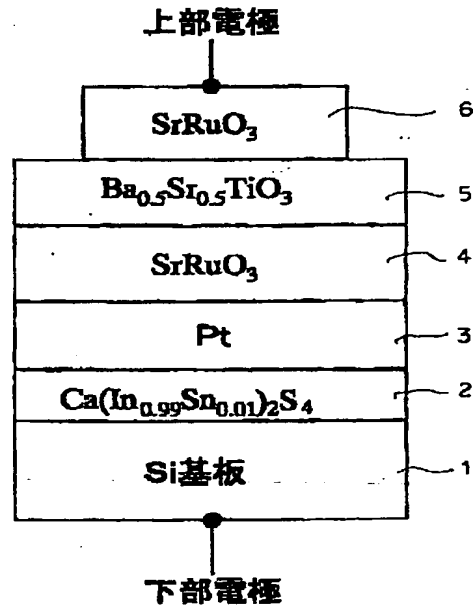 上部電極
SrRuO₃ 6
Ba₀.₅Sr₀.₅TiO₃ 5
SrRuO₃ 4
Pt 3
Ca(In₀.₉₉Sn₀.₀₁)₂S₄ 2
Si基板 1
下部電極